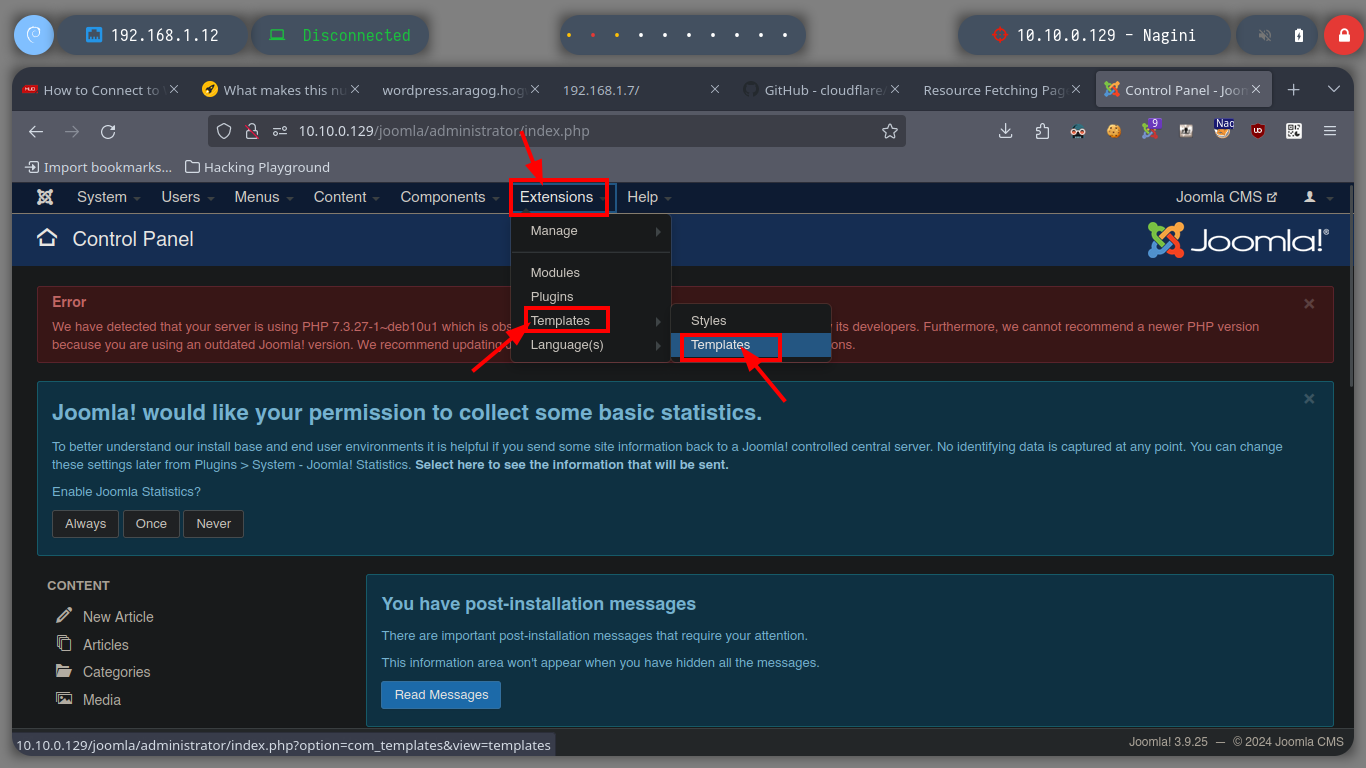 192.168.1.12
Disconnected
10.10.0.129 - Nagini
How to Connect to
What makes this nu
wordpress.aragog.hog
192.168.1.7/
GitHub - cloudflare/
Resource Fetching Pag
Control Panel - Joom
10.10.0.129/joomla/administrator/index.php
9
Nag
Import bookmarks...
Hacking Playground
System
Users
Menus
Content
Components
Extensions
Help
Joomla CMS
Control Panel
Joomla!®
Manage
Modules
Plugins
Templates
Language(s)
Styles
Templates
Error
We have detected that your server is using PHP 7.3.27-1~deb10u1 which is obs its developers. Furthermore, we cannot recommend a newer PHP version
because you are using an outdated Joomla! version. We recommend updating ons.
Joomla! would like your permission to collect some basic statistics.
To better understand our install base and end user environments it is helpful if you send some site information back to a Joomla! controlled central server. No identifying data is captured at any point. You can change
these settings later from Plugins > System - Joomla! Statistics. Select here to see the information that will be sent.
Enable Joomla Statistics?
Always
Once
Never
CONTENT
New Article
Articles
Categories
Media
You have post-installation messages
There are important post-installation messages that require your attention.
This information area won't appear when you have hidden all the messages.
Read Messages
10.10.0.129/joomla/administrator/index.php?option=com_templates&view=templates
Joomla! 3.9.25 — © 2024 Joomla CMS